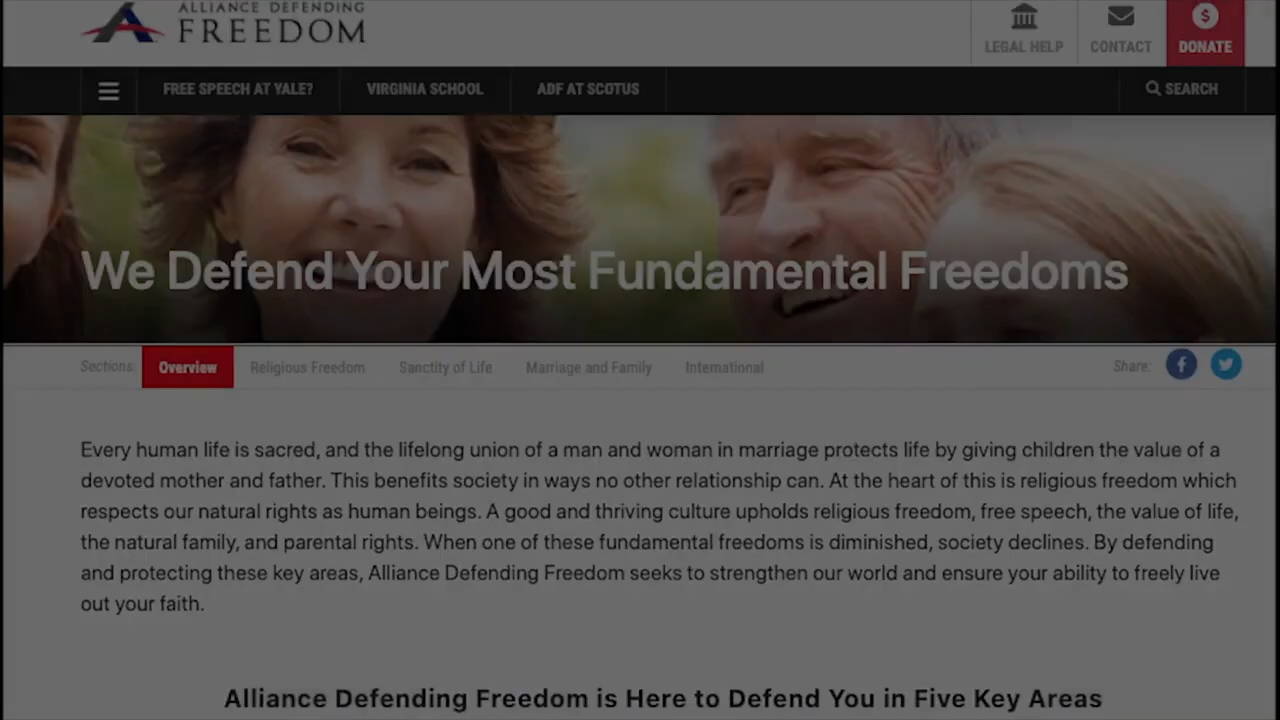 ALLIANCE DEFENDING
FREEDOM
LEGAL HELP
CONTACT
$
DONATE
FREE SPEECH AT YALE?
VIRGINIA SCHOOL
ADF AT SCOTUS
SEARCH
We Defend Your Most Fundamental Freedoms
Sections:
Overview
Religious Freedom
Sanctity of Life
Marriage and Family
International
Share:
f
Every human life is sacred, and the lifelong union of a man and woman in marriage protects life by giving children the value of a
devoted mother and father. This benefits society in ways no other relationship can. At the heart of this is religious freedom which
respects our natural rights as human beings. A good and thriving culture upholds religious freedom, free speech, the value of life,
the natural family, and parental rights. When one of these fundamental freedoms is diminished, society declines. By defending
and protecting these key areas, Alliance Defending Freedom seeks to strengthen our world and ensure your ability to freely live
out your faith.
Alliance Defending Freedom is Here to Defend You in Five Key Areas